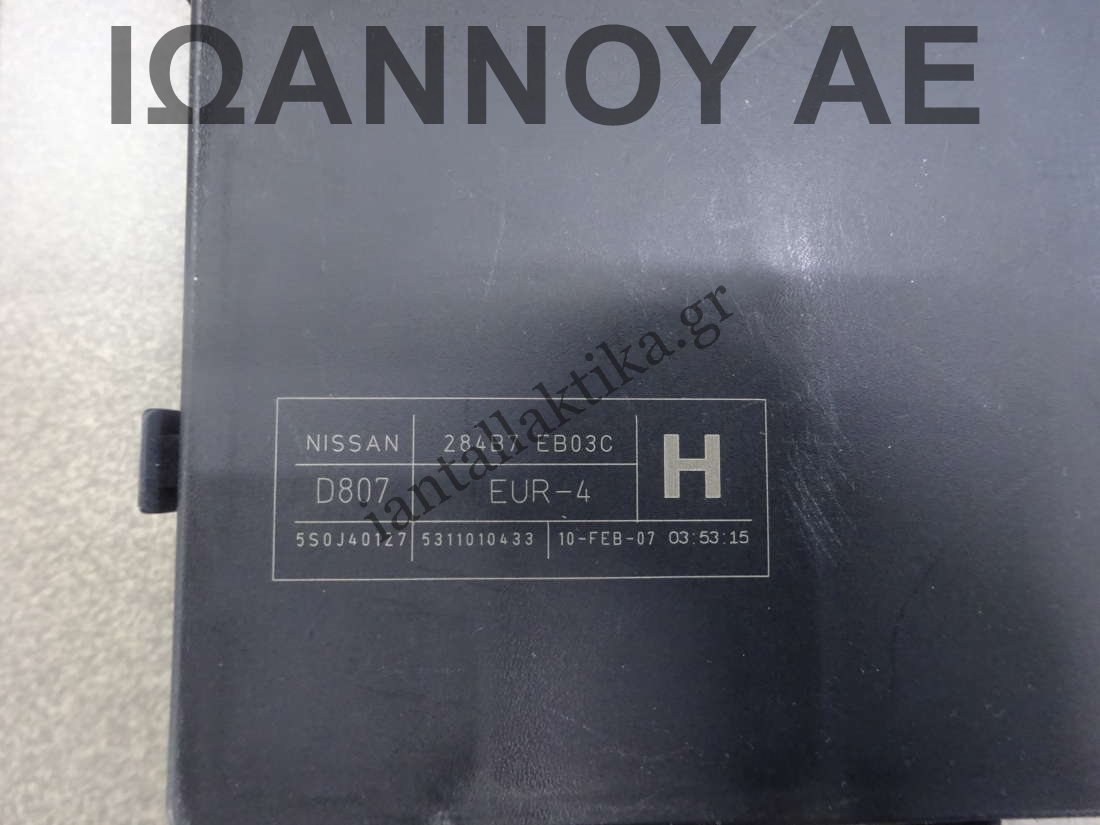 ΙΩΑΝΝΟΥ ΑΕ
iantallaktika.gr
NISSAN 284B7 EB03C H
D807 EUR-4
5S0J40127 5311010433 10-FEB-07 03:53:15